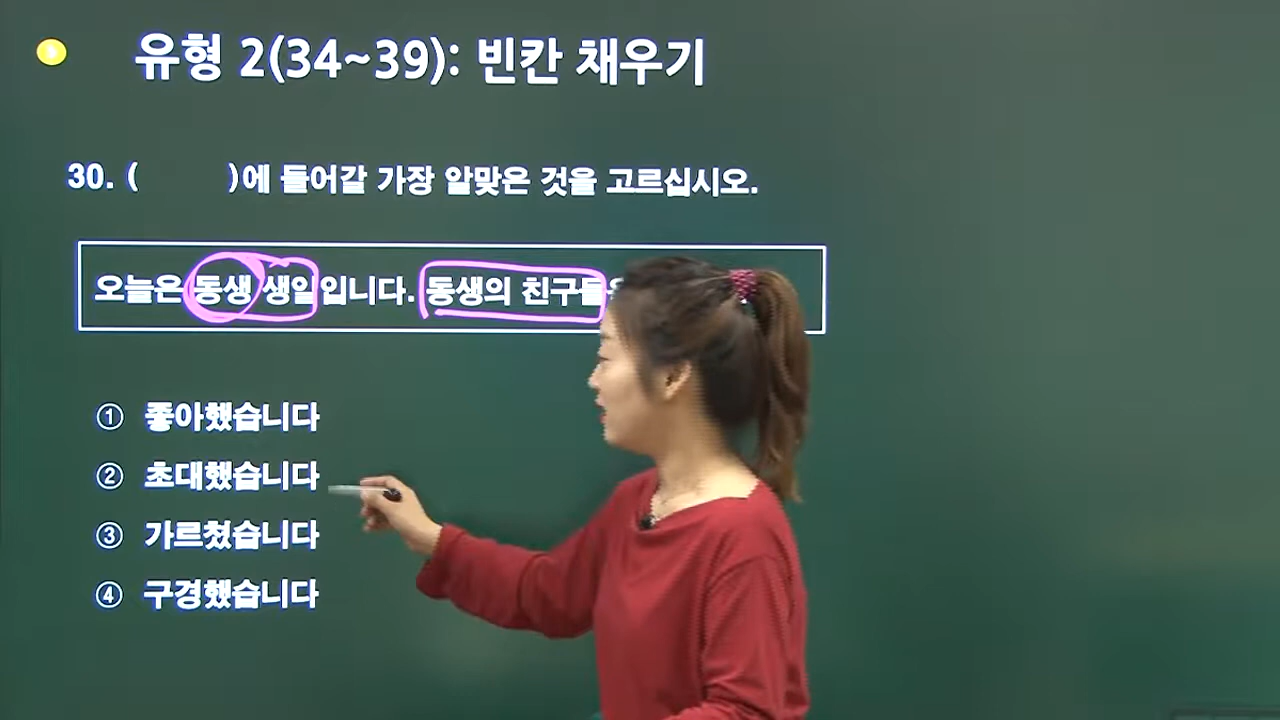 유형 2(34~39): 빈칸 채우기
30. (          )에 들어갈 가장 알맞은 것을 고르십시오.
오늘은 동생 생일입니다. 동생의 친구들
① 좋아했습니다
② 초대했습니다
③ 가르쳤습니다
④ 구경했습니다